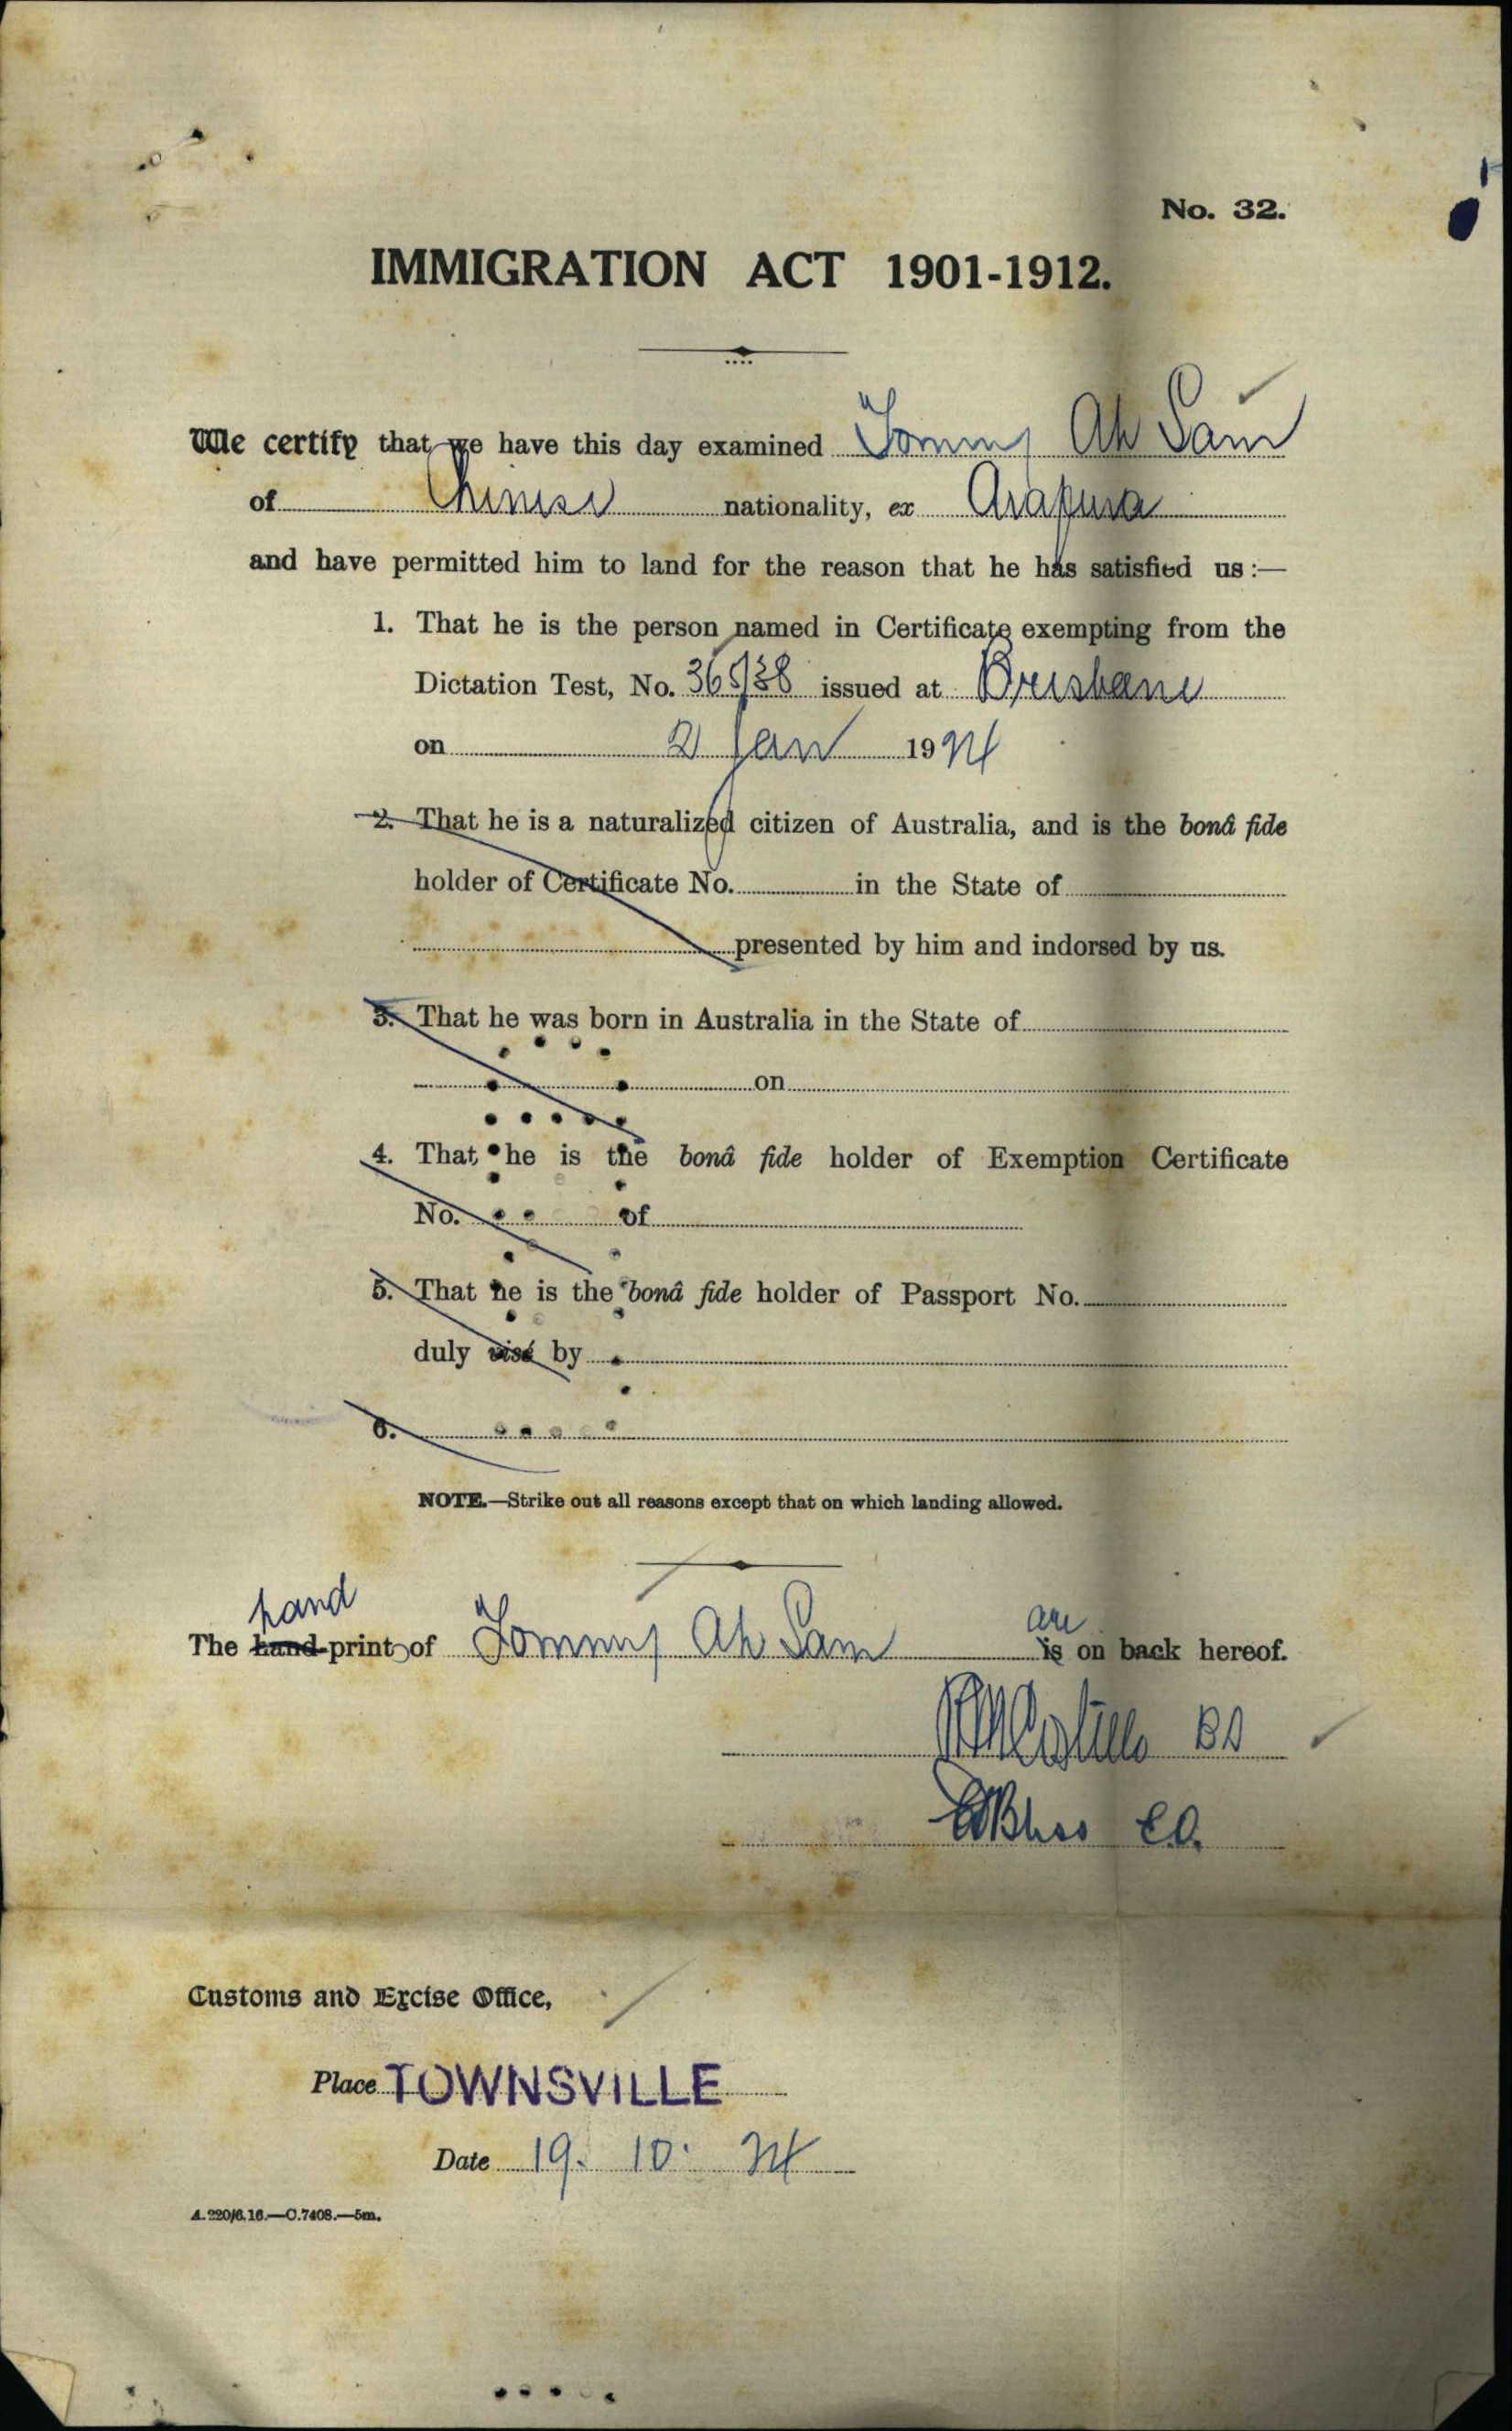 No. 32.
IMMIGRATION ACT 1901-1912.
We certify that we have this day examined Tommy Ah Sam
of Chinese nationality, ex Arafura
and have permitted him to land for the reason that he has satisfied us:—
1. That he is the person named in Certificate exempting from the
Dictation Test, No. 365/38 issued at Brisbane
on 2 Jan 1924
2. That he is a naturalized citizen of Australia, and is the bonâ fide
holder of Certificate No. in the State of
presented by him and indorsed by us.
3. That he was born in Australia in the State of
on
4. That he is the bonâ fide holder of Exemption Certificate
No. of
5. That he is the bonâ fide holder of Passport No.
duly visé by
6.
NOTE.—Strike out all reasons except that on which landing allowed.
hand are
The hand-print of Tommy Ah Sam is on back hereof.
Customs and Excise Office,
Place TOWNSVILLE
Date 19. 10. 24
A.220/6.16.—C.7408.—5m.